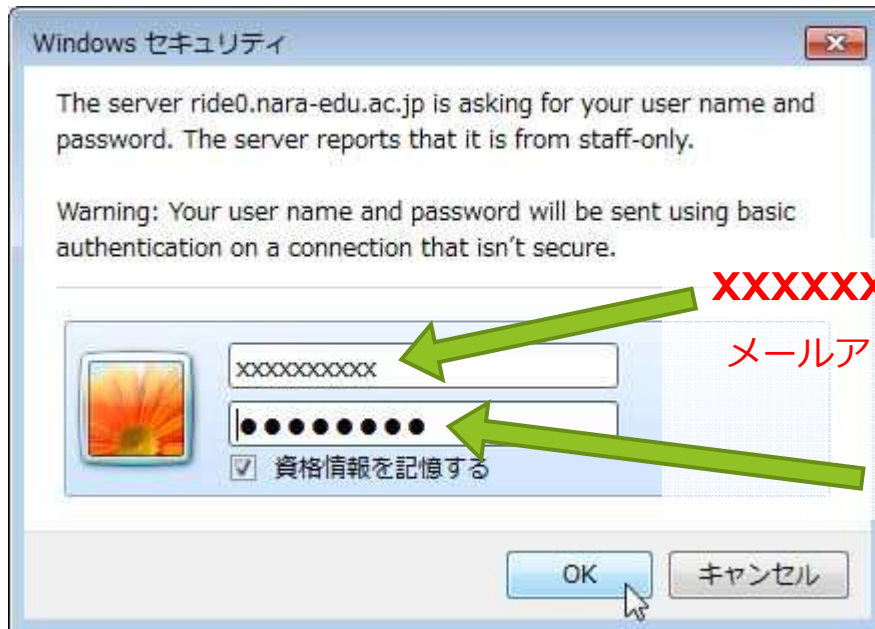 Windows セキュリティ
The server ride0.nara-edu.ac.jp is asking for your user name and
password. The server reports that it is from staff-only.
Warning: Your user name and password will be sent using basic
authentication on a connection that isn't secure.
XXXXXX
メールア
xxxxxxxxxx
●●●●●●●●
資格情報を記憶する
OK
キャンセル